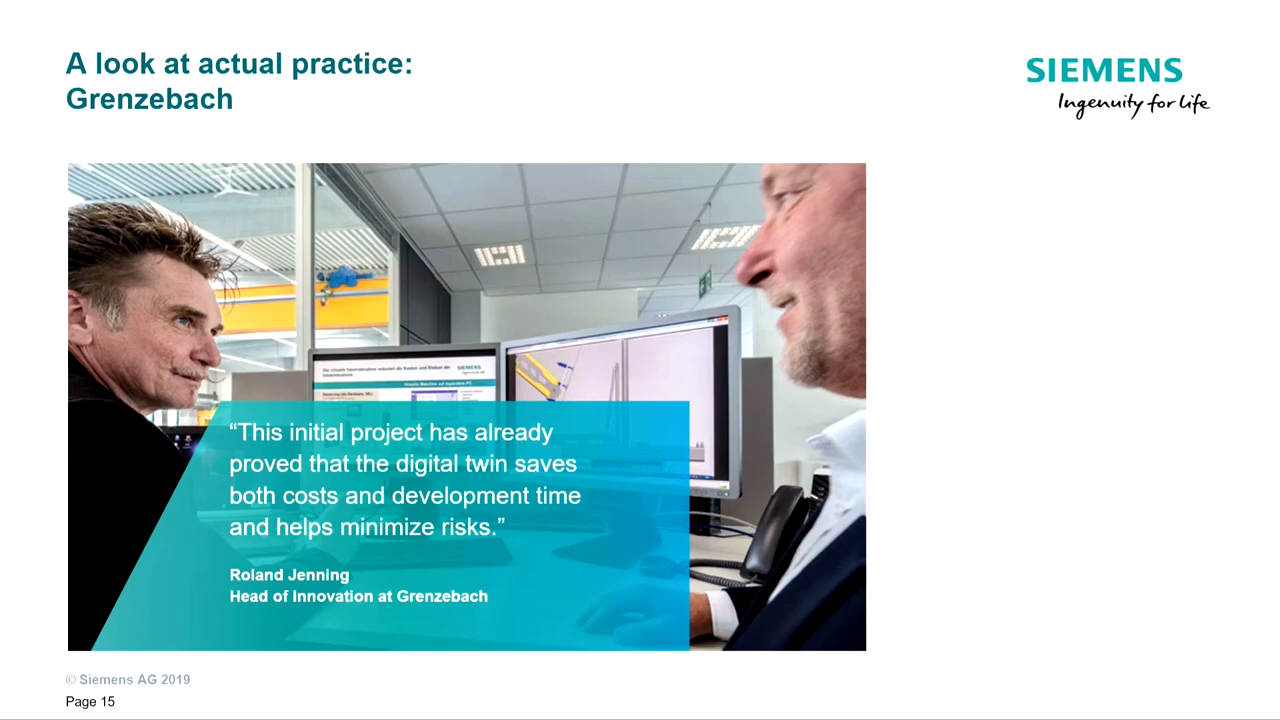 A look at actual practice:
Grenzebach
SIEMENS
Ingenuity for life
SIEMENS
“This initial project has already
proved that the digital twin saves
both costs and development time
and helps minimize risks.”
Roland Jenning
Head of Innovation at Grenzebach
© Siemens AG 2019
Page 15